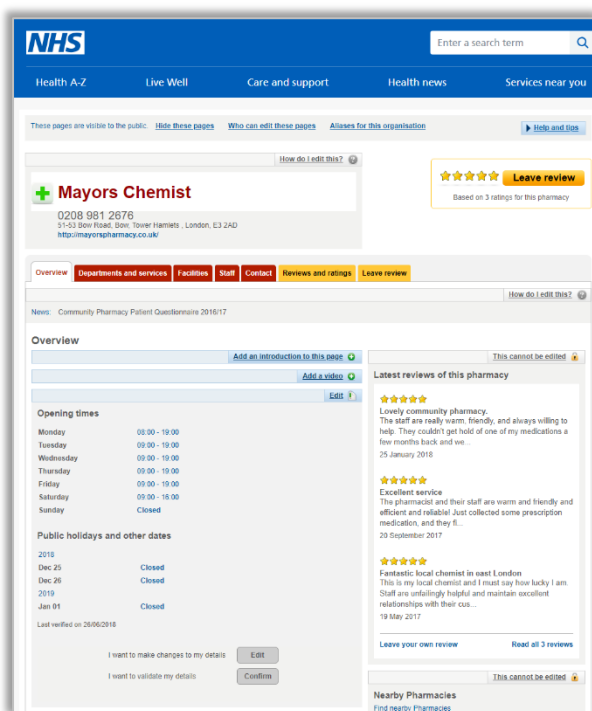 NHS
Enter a search term
Health A-Z Live Well Care and support Health news Services near you
These pages are visible to the public. Hide these pages Who can edit these pages Aliases for this organisation Help and tips
How do I edit this?
Mayors Chemist
0208 981 2676
51-53 Bow Road, Bow, Tower Hamlets , London, E3 2AD
http://mayorspharmacy.co.uk/
Leave review
Based on 3 ratings for this pharmacy
Overview Departments and services Facilities Staff Contact Reviews and ratings Leave review
How do I edit this?
News: Community Pharmacy Patient Questionnaire 2016/17
Overview
Add an introduction to this page
Add a video
Edit
Opening times
Monday 08:00 - 19:00
Tuesday 09:00 - 19:00
Wednesday 09:00 - 19:00
Thursday 09:00 - 19:00
Friday 09:00 - 19:00
Saturday 09:00 - 16:00
Sunday Closed
Public holidays and other dates
2018
Dec 25 Closed
Dec 26 Closed
2019
Jan 01 Closed
Last verified on 26/06/2018
I want to make changes to my details Edit
I want to validate my details Confirm
This cannot be edited
Latest reviews of this pharmacy
Lovely community pharmacy.
The staff are really warm, friendly, and always willing to
help. They couldn't get hold of one of my medications a
few months back and we...
25 January 2018
Excellent service
The pharmacist and their staff are warm and friendly and
efficient and reliable! Just collected some prescription
medication, and they fi...
20 September 2017
Fantastic local chemist in east London
This is my local chemist and I must say how lucky I am.
Staff are unfailingly helpful and maintain excellent
relationships with their cus...
19 May 2017
Leave your own review Read all 3 reviews
This cannot be edited
Nearby Pharmacies
Find nearby Pharmacies